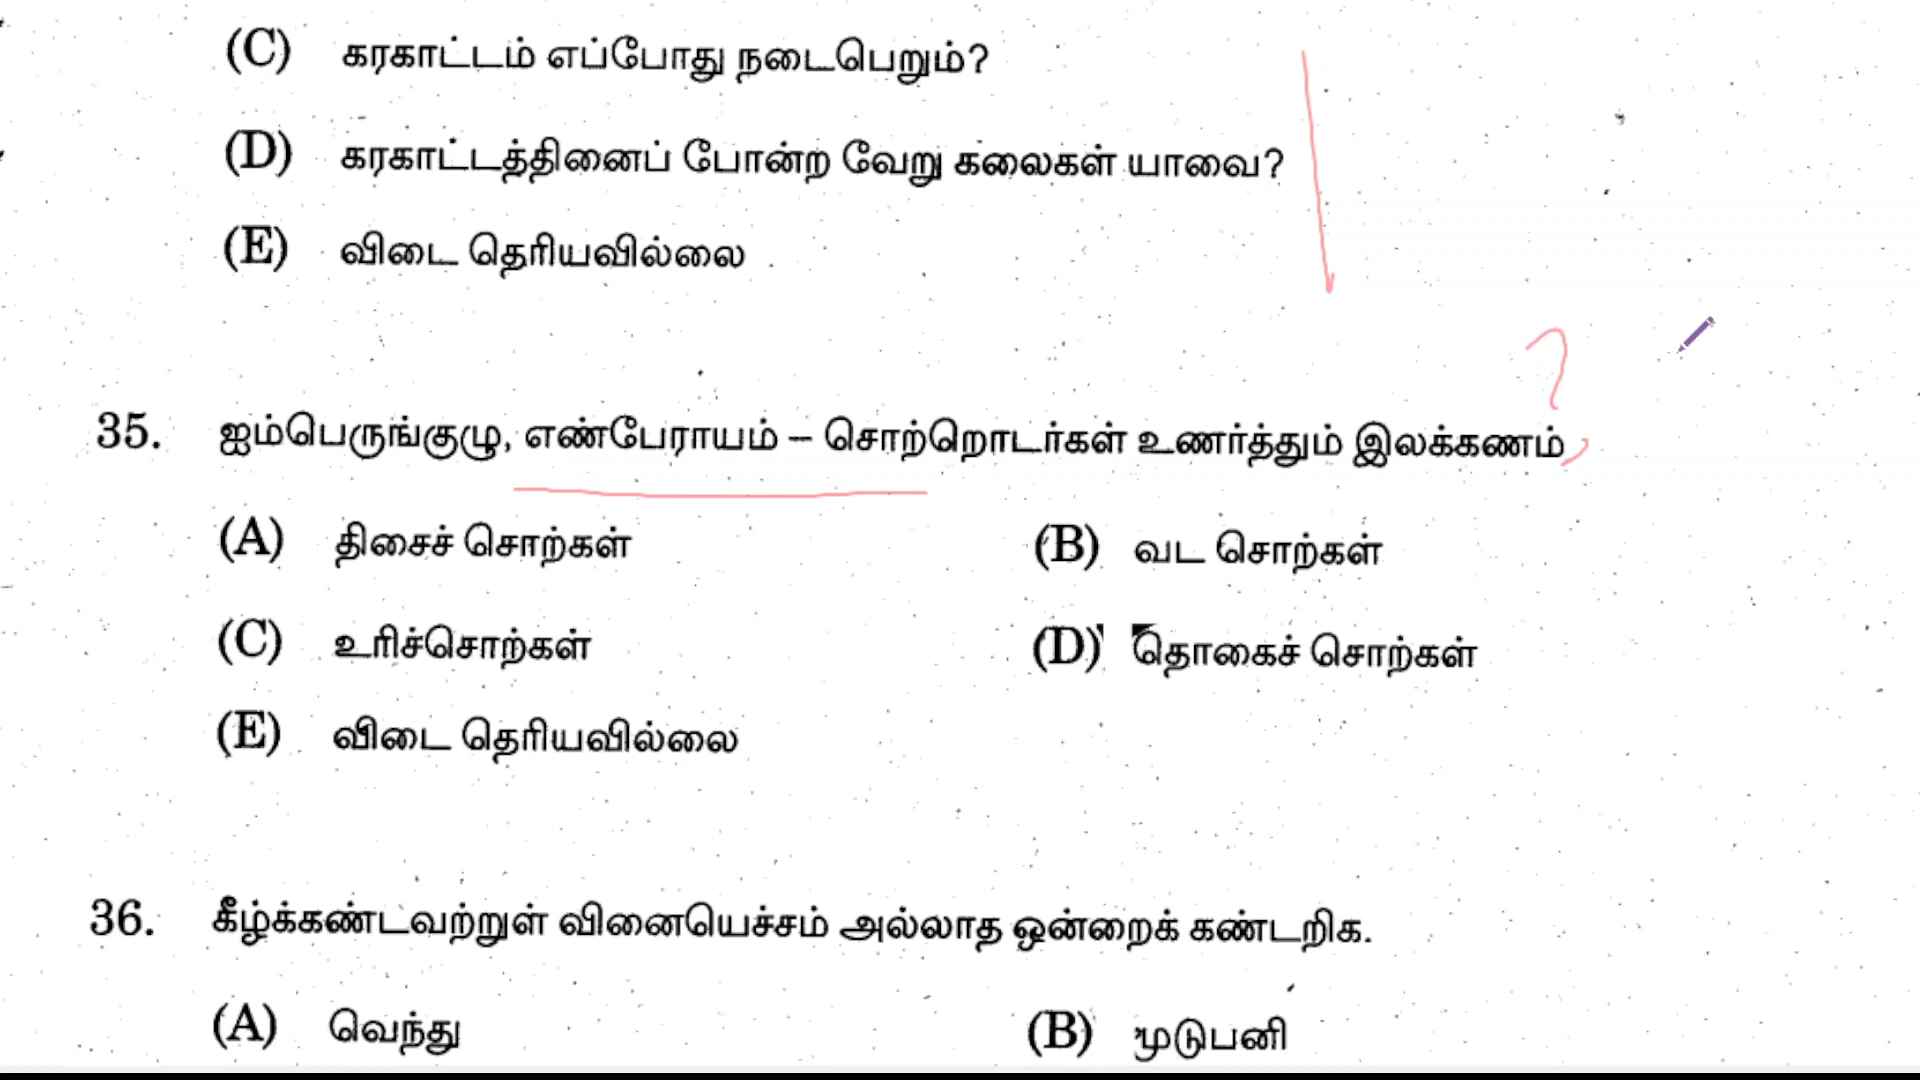 (C) கரகாட்டம் எப்போது நடைபெறும்?
(D) கரகாட்டத்தினைப் போன்ற வேறு கலைகள் யாவை?
(E) விடை தெரியவில்லை
35. ஐம்பெருங்குழு, எண்பேராயம் – சொற்றொடர்கள் உணர்த்தும் இலக்கணம்
(A) திசைச் சொற்கள் (B) வட சொற்கள்
(C) உரிச்சொற்கள் (D) தொகைச் சொற்கள்
(E) விடை தெரியவில்லை
36. கீழ்க்கண்டவற்றுள் வினையெச்சம் அல்லாத ஒன்றைக் கண்டறிக.
(A) வெந்து (B) மூடுபனி